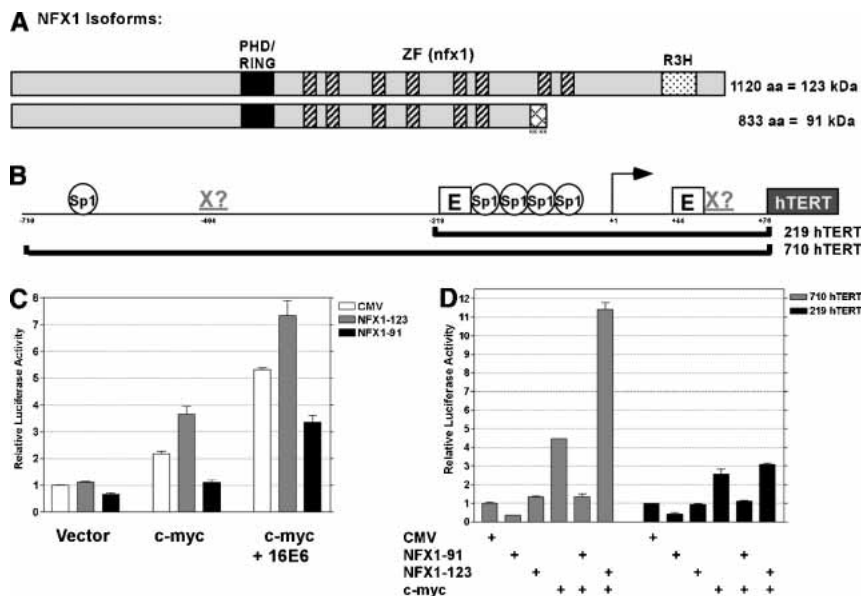 A NFX1 Isoforms:
PHD/
RING
ZF (nfx1)
R3H
1120 aa = 123 kDa
833 aa = 91 kDa
B
Sp1
X?
E
Sp1
Sp1
Sp1
Sp1
E
X?
hTERT
-710
-219
+1
+78
219 hTERT
710 hTERT
C
CMV
NFX1-123
NFX1-91
Relative Luciferase Activity
8
7
6
5
4
3
2
1
0
Vector
c-myc
c-myc
+ 16E6
D
710 hTERT
219 hTERT
Relative Luciferase Activity
12
11
10
9
8
7
6
5
4
3
2
1
0
CMV + +
NFX1-91 + + + +
NFX1-123 + + + +
c-myc + + + + + +